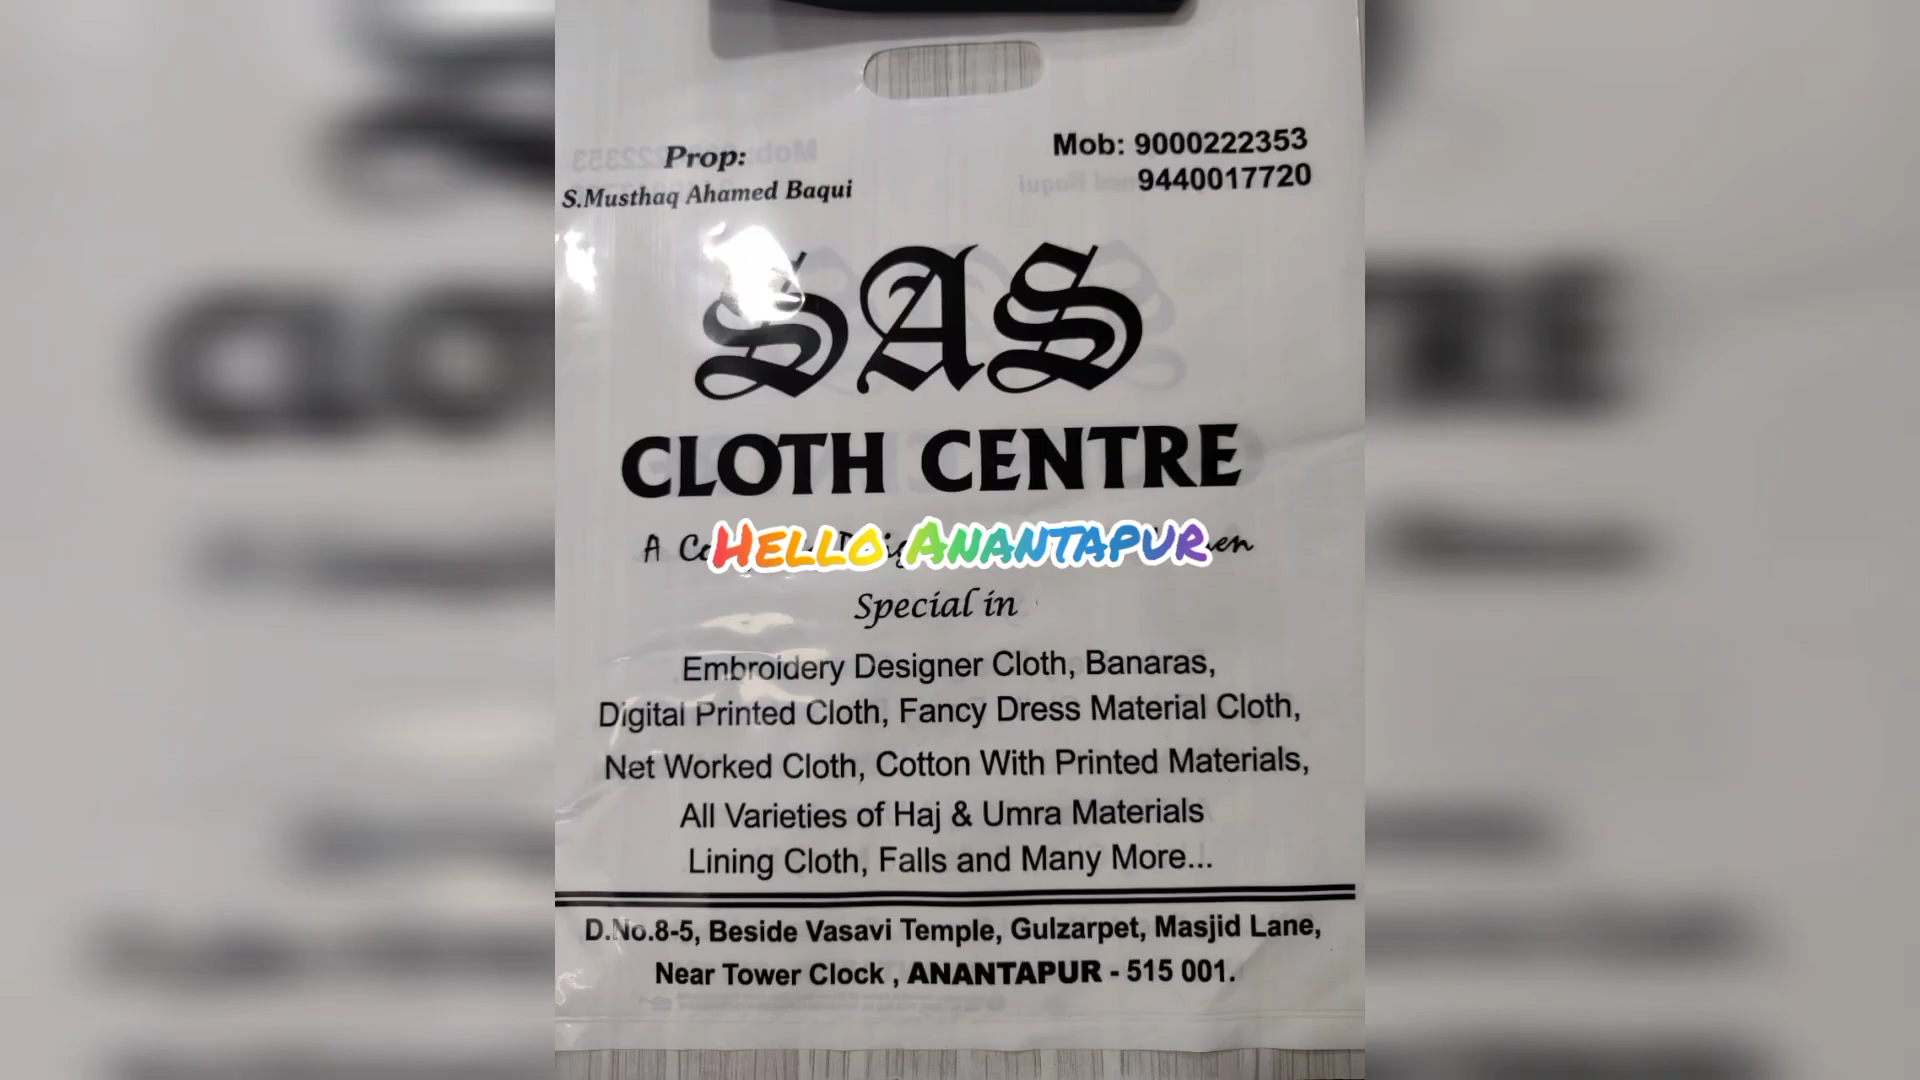 Prop:
S.Musthaq Ahamed Baqui
Mob: 9000222353
9440017720
SAS
CLOTH CENTRE
A
Hello Anantapur
Special in
Embroidery Designer Cloth, Banaras,
Digital Printed Cloth, Fancy Dress Material Cloth,
Net Worked Cloth, Cotton With Printed Materials,
All Varieties of Haj & Umra Materials
Lining Cloth, Falls and Many More...
D.No.8-5, Beside Vasavi Temple, Gulzarpet, Masjid Lane,
Near Tower Clock , ANANTAPUR - 515 001.